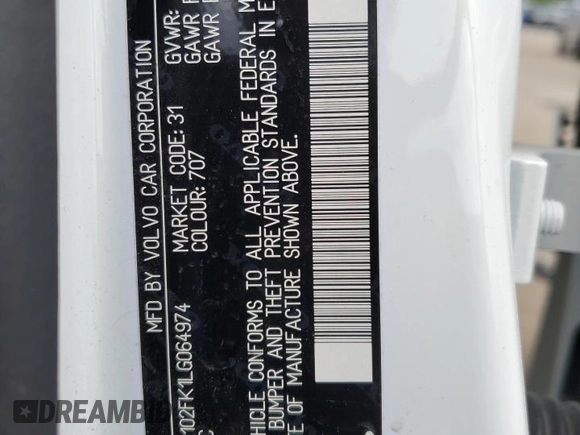 MFD BY VOLVO CAR CORPORATION
102FK1LG064974 MARKET CODE: 31 GVWR:
C COLOUR: 707 GAWR
GAWR
HICLE CONFORMS TO ALL APPLICABLE FEDERAL M
BUMPER AND THEFT PREVENTION STANDARDS IN E
TE OF MANUFACTURE SHOWN ABOVE.
DREAMBID